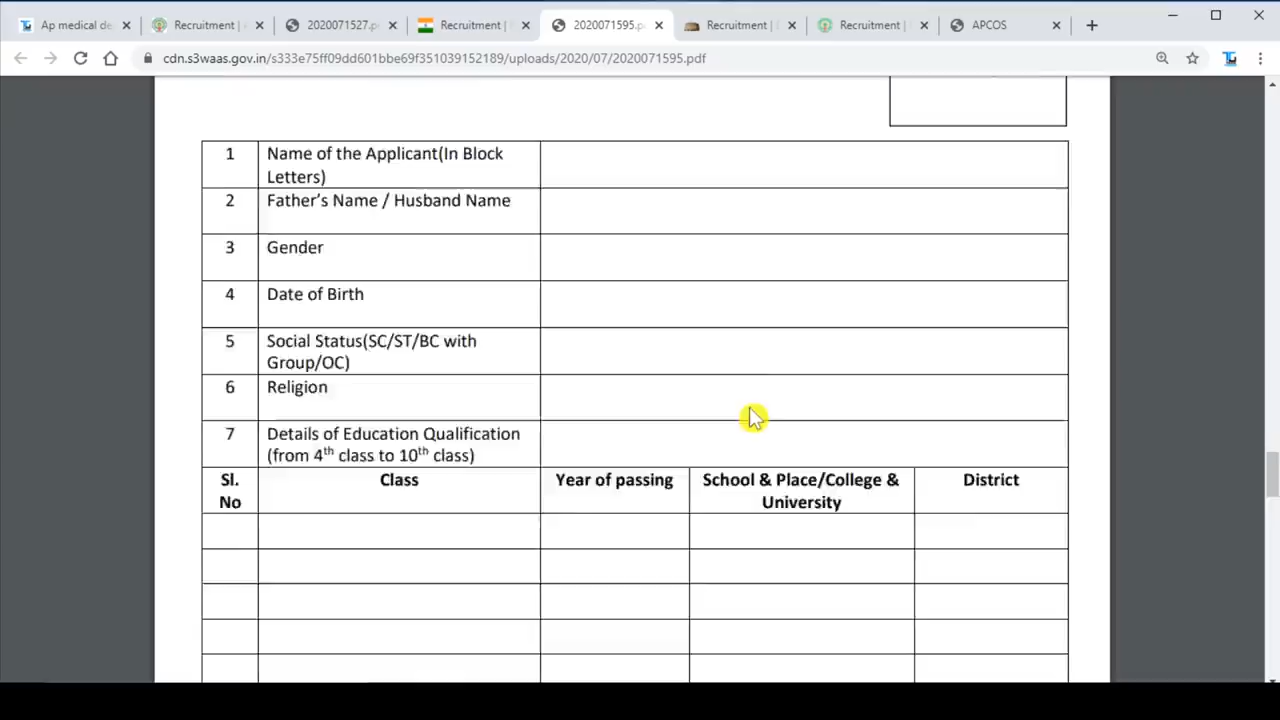 Ap medical de
Recruitment |
2020071527.p
Recruitment |
2020071595.p
Recruitment |
Recruitment |
APCOS
cdn.s3waas.gov.in/s333e75ff09dd601bbe69f351039152189/uploads/2020/07/2020071595.pdf
1 Name of the Applicant(In Block
Letters)
2 Father's Name / Husband Name
3 Gender
4 Date of Birth
5 Social Status(SC/ST/BC with
Group/OC)
6 Religion
7 Details of Education Qualification
(from 4th class to 10th class)
Sl. Class Year of passing School & Place/College & District
No University